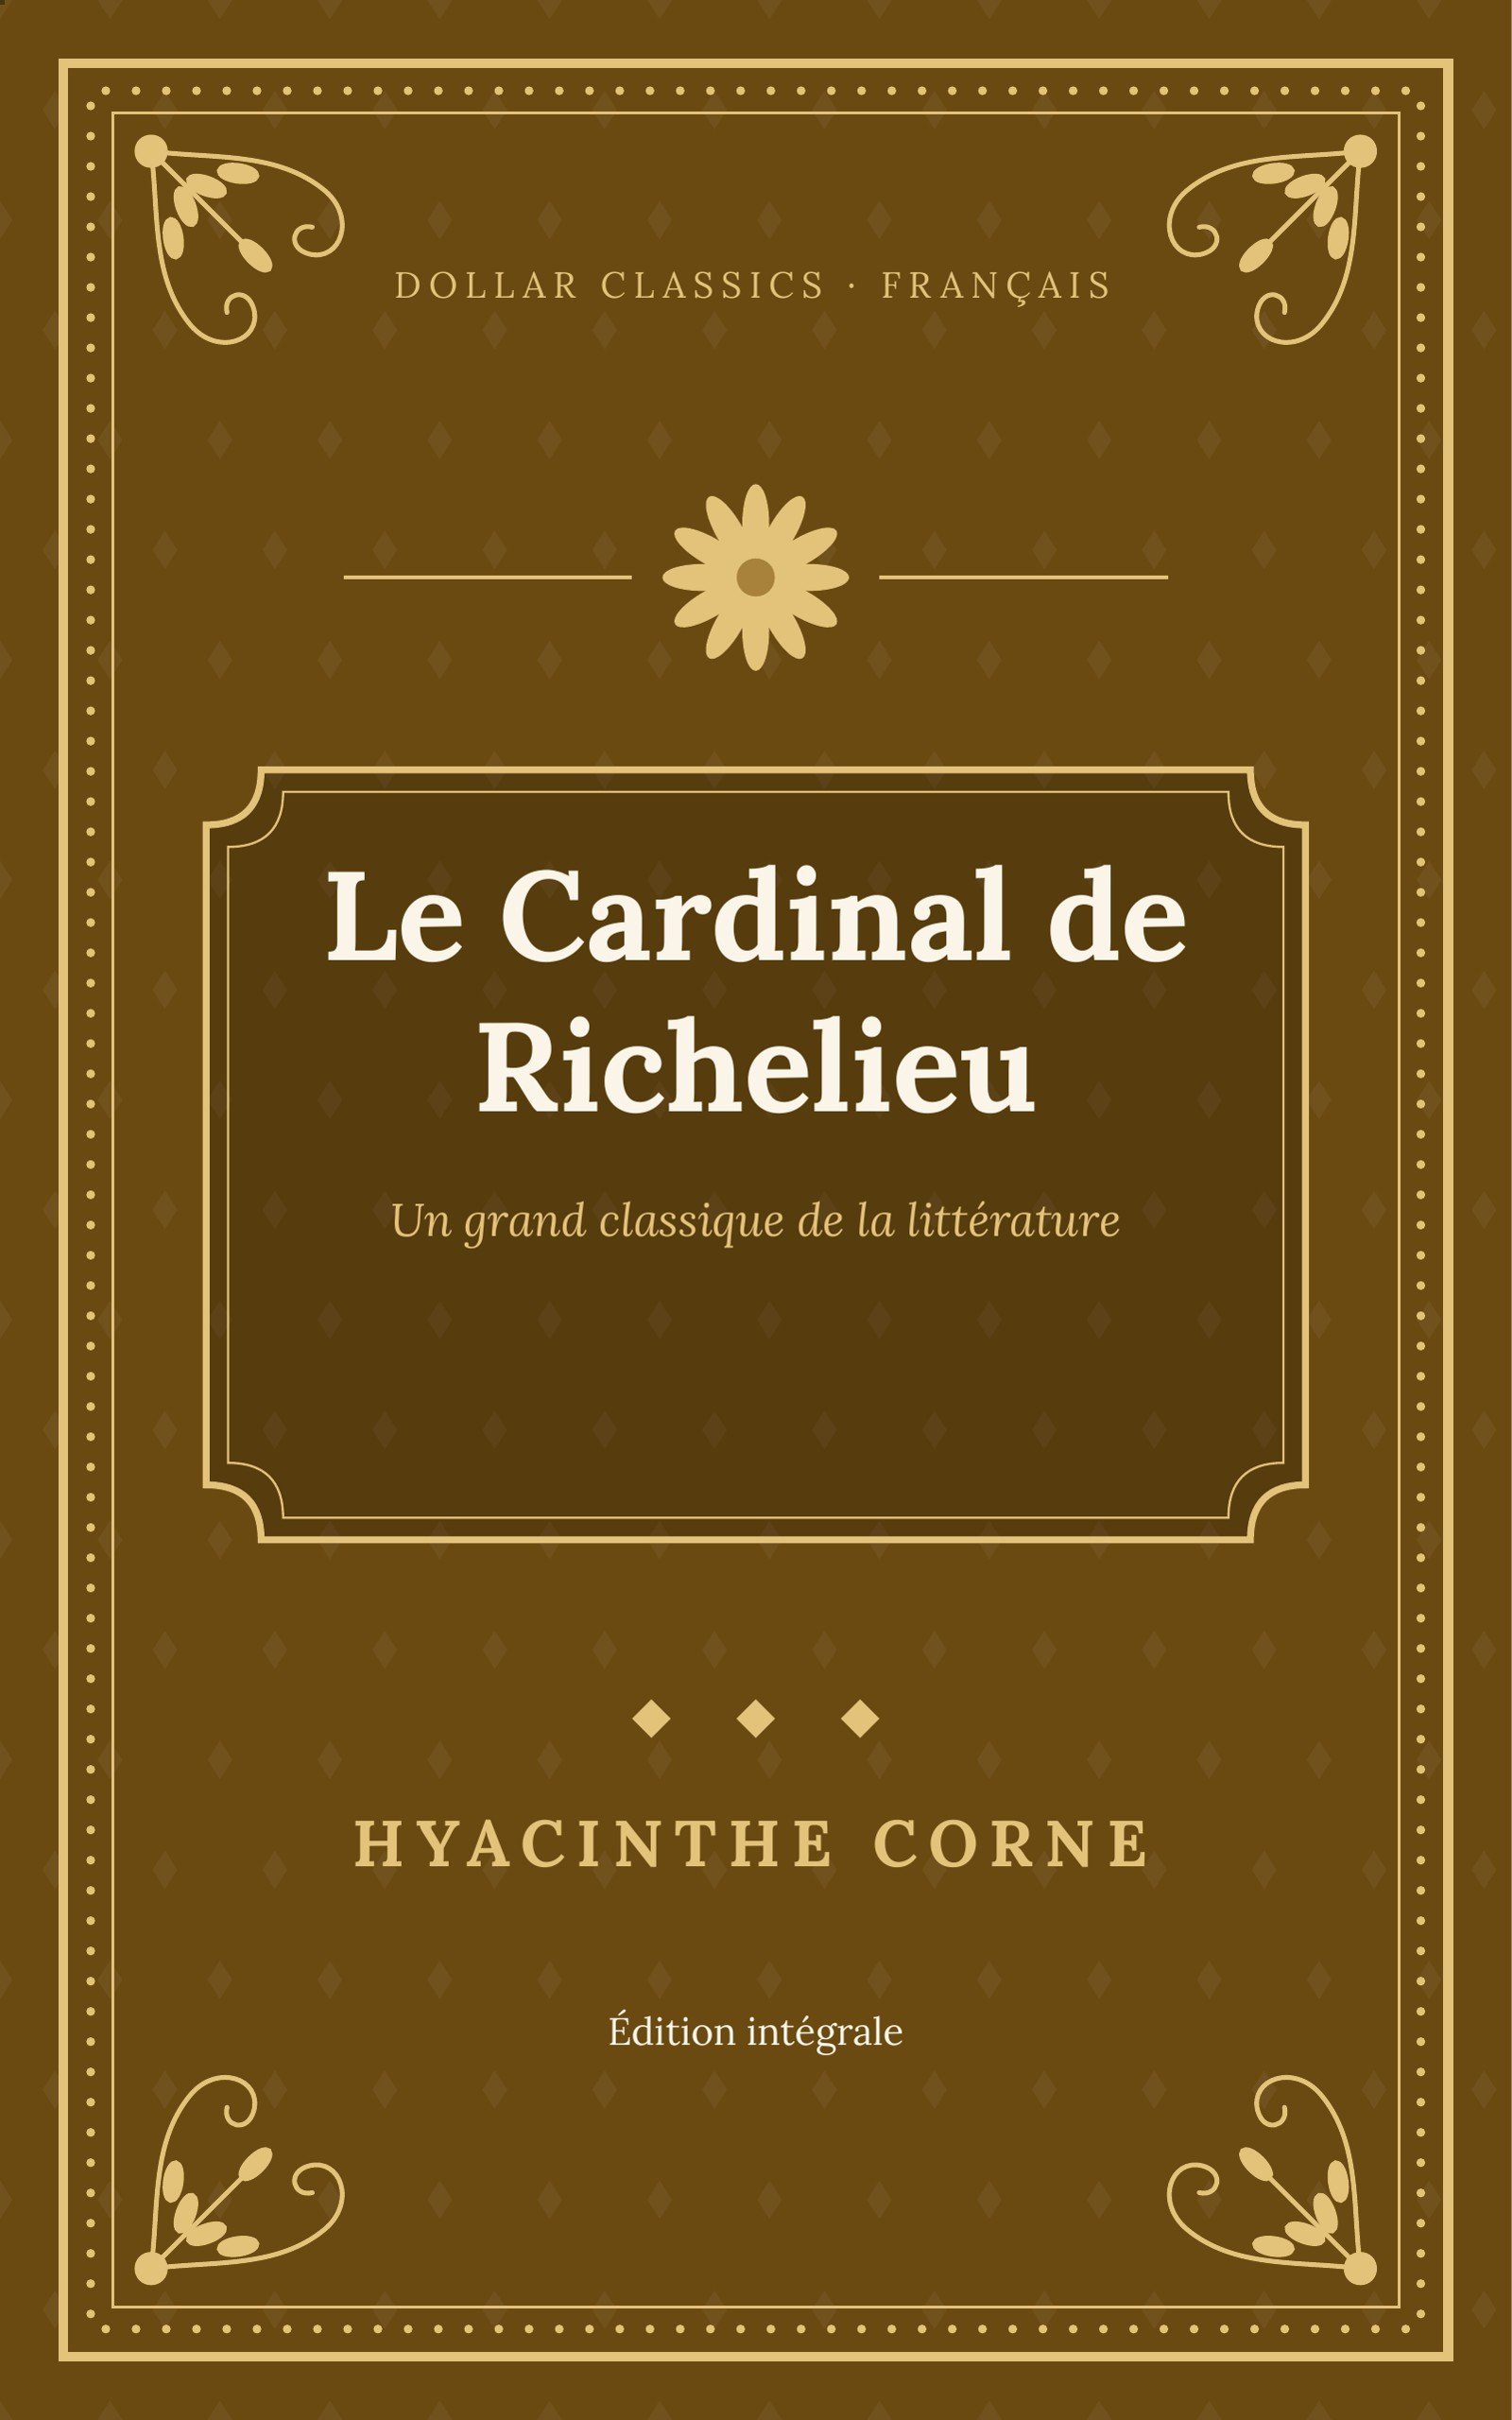 DOLLAR CLASSICS · FRANÇAIS
Le Cardinal de
Richelieu
Un grand classique de la littérature
HYACINTHE CORNE
Édition intégrale